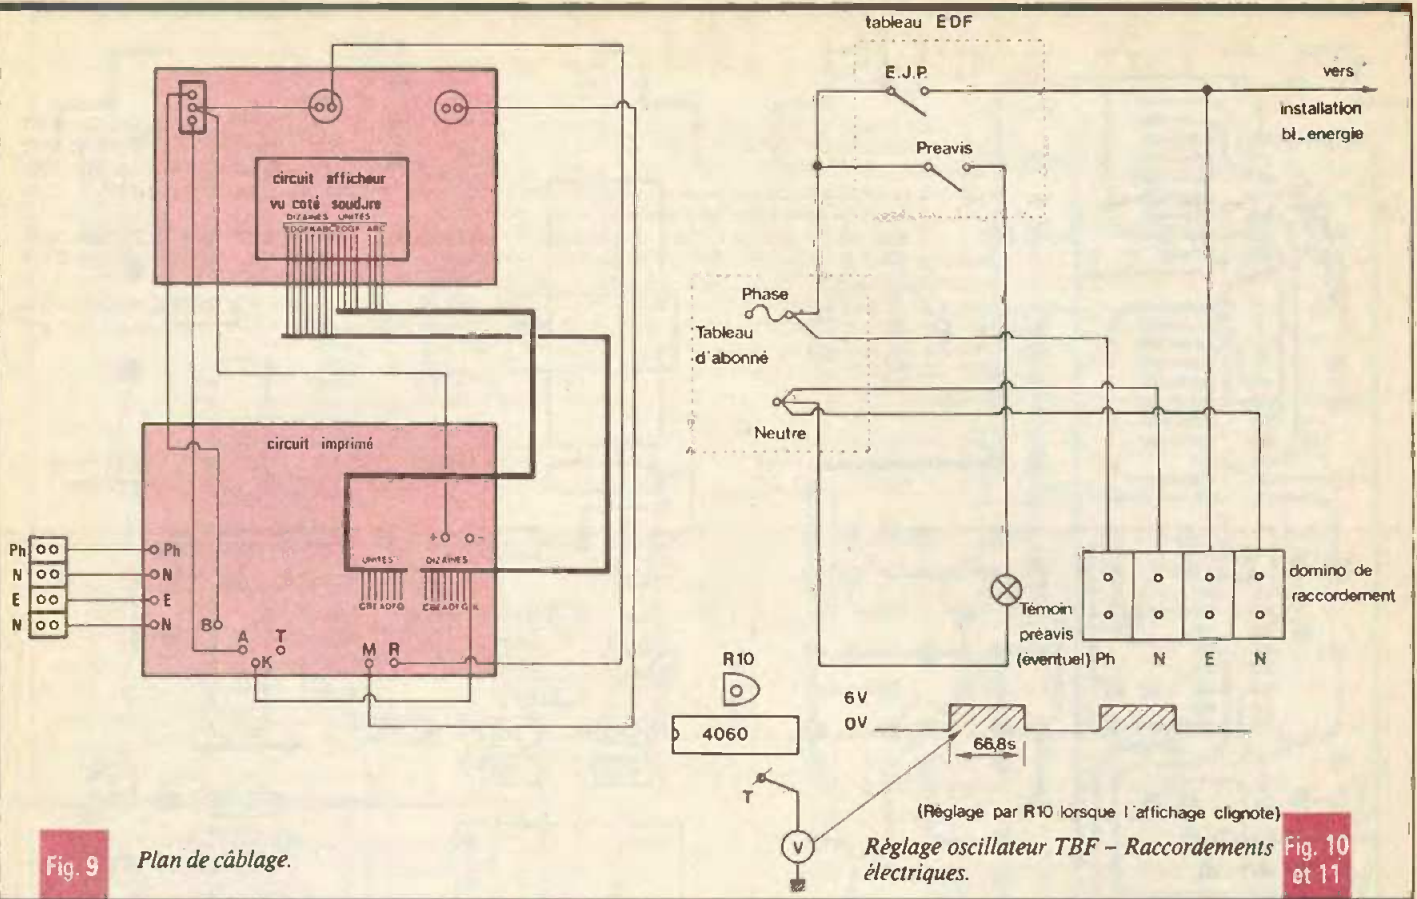 circuit afficheur
vu coté soudure
DIZAINES UNITÉS
circuit imprimé
+ -
UNITES DIZAINES
Ph Ph
N N
E E
N N
B
A T
K
M R
Fig. 9
Plan de câblage.
tableau EDF
E.J.P.
vers
installation
bi_energie
Preavis
Phase
Tableau
d'abonné
Neutre
domino de
raccordement
Témoin
préavis
(éventuel) Ph N E N
R10
4060
T
V
6V
0V
66,8s
(Réglage par R10 lorsque l'affichage clignote)
Réglage oscillateur TBF – Raccordements
électriques.
Fig. 10
et 11